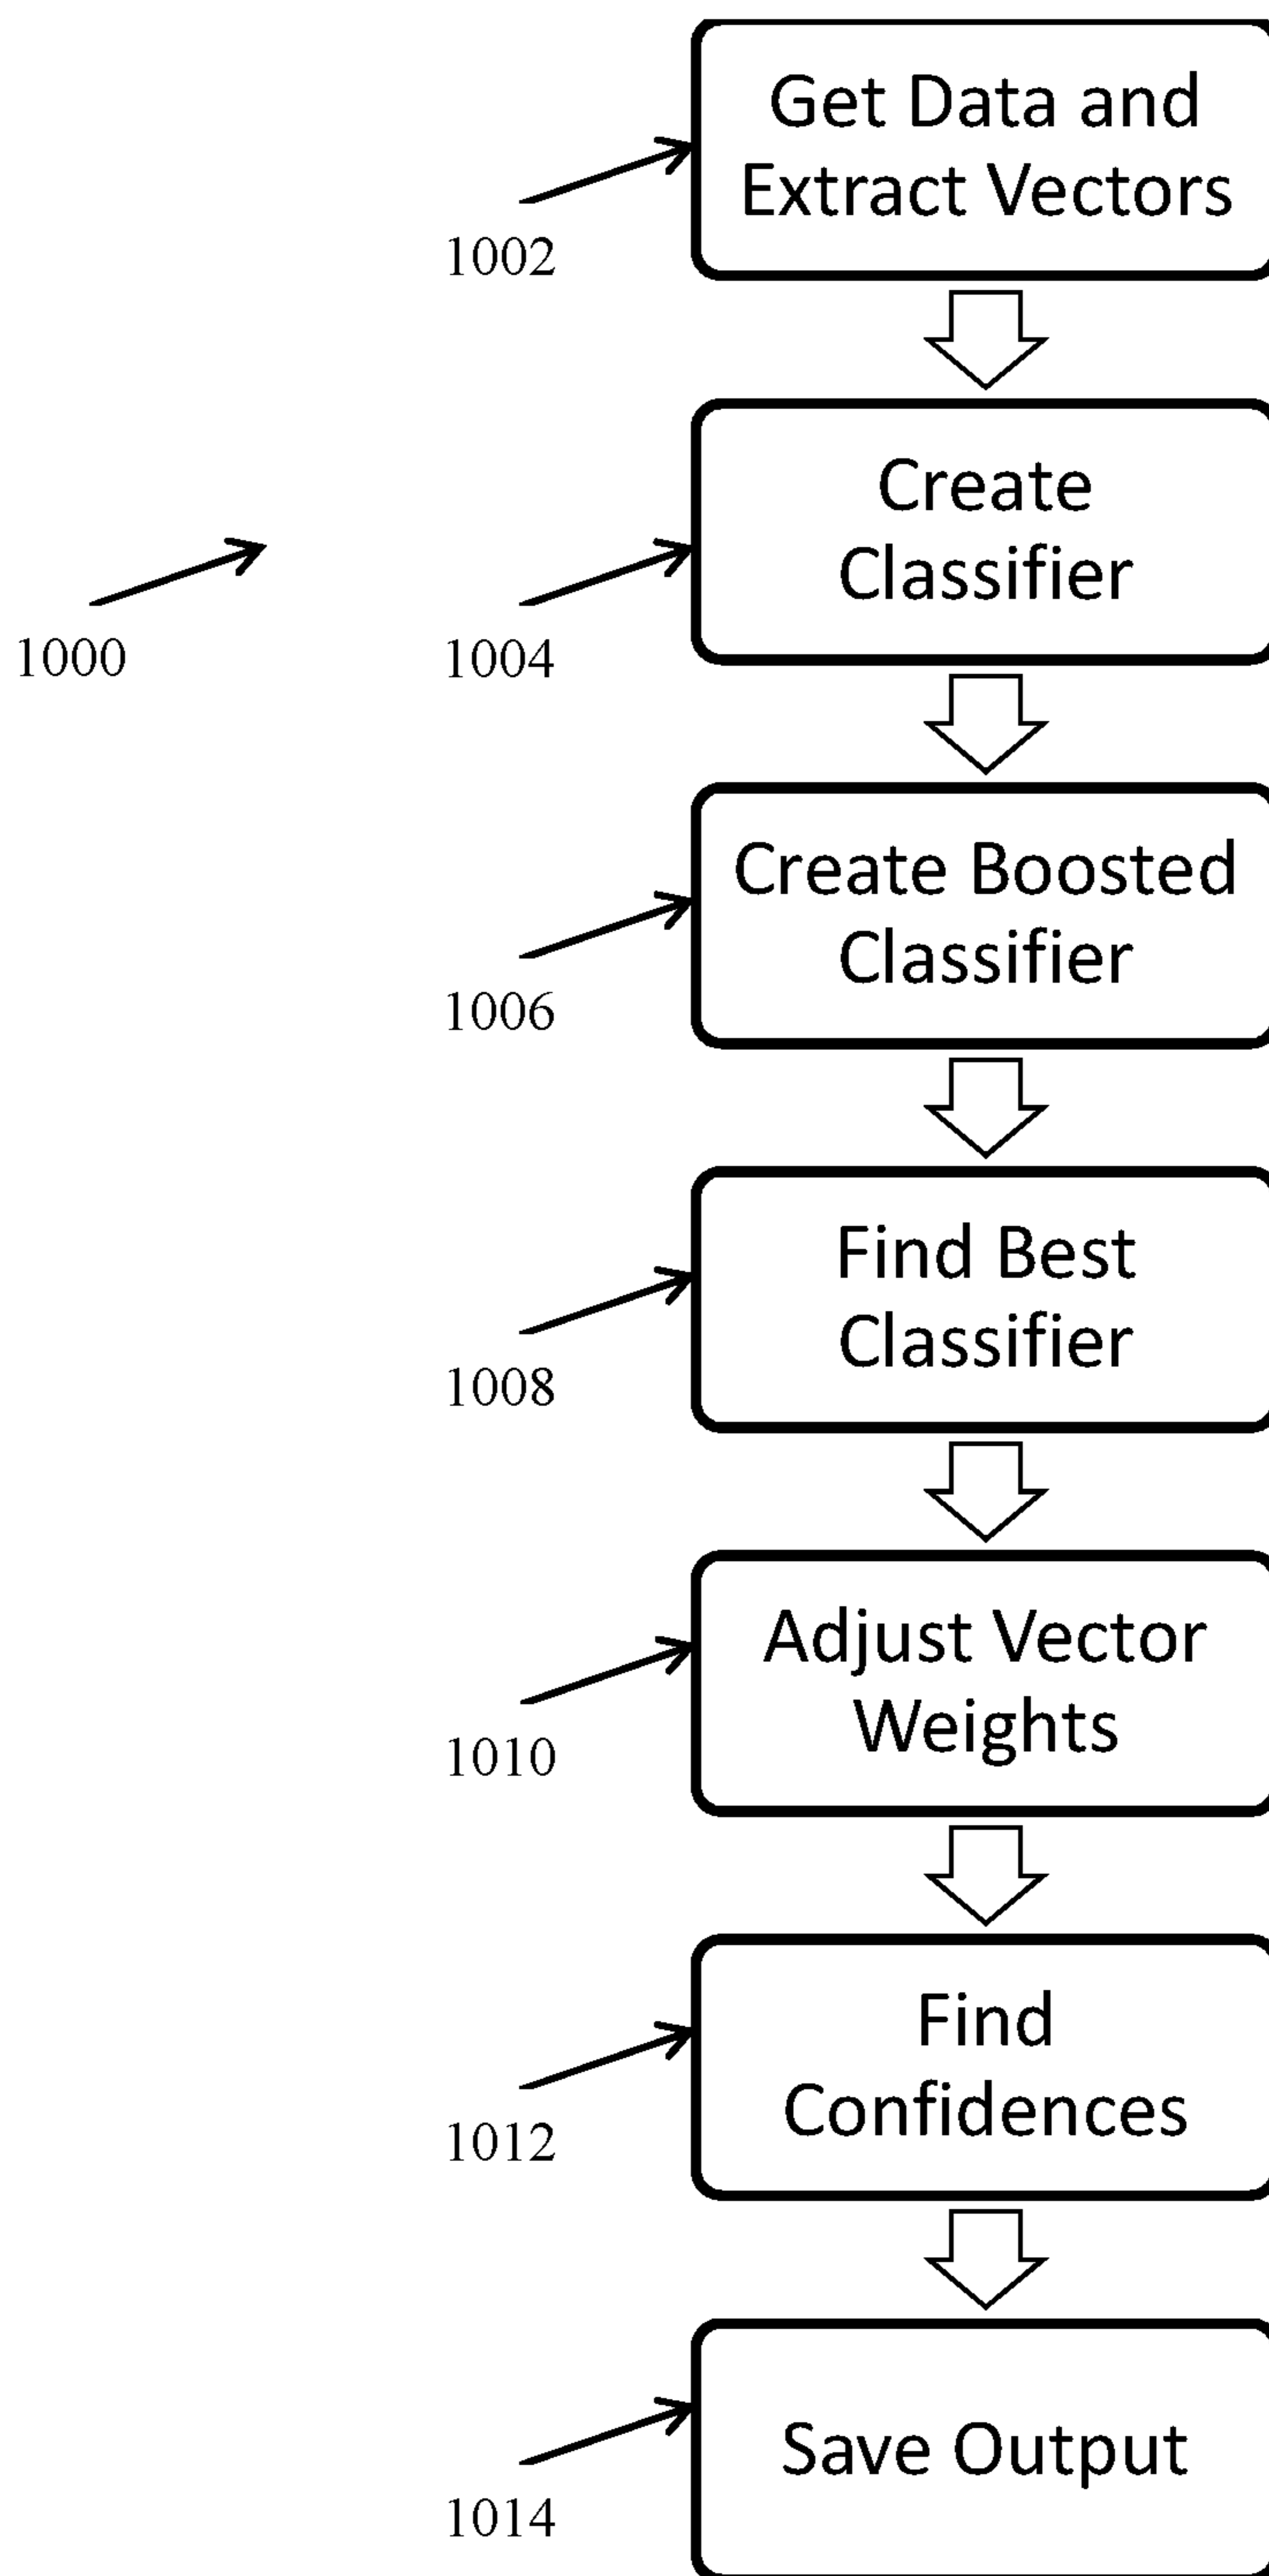 Get Data and
Extract Vectors
1002
Create
Classifier
1000
1004
Create Boosted
Classifier
1006
Find Best
Classifier
1008
Adjust Vector
Weights
1010
Find
Confidences
1012
Save Output
1014